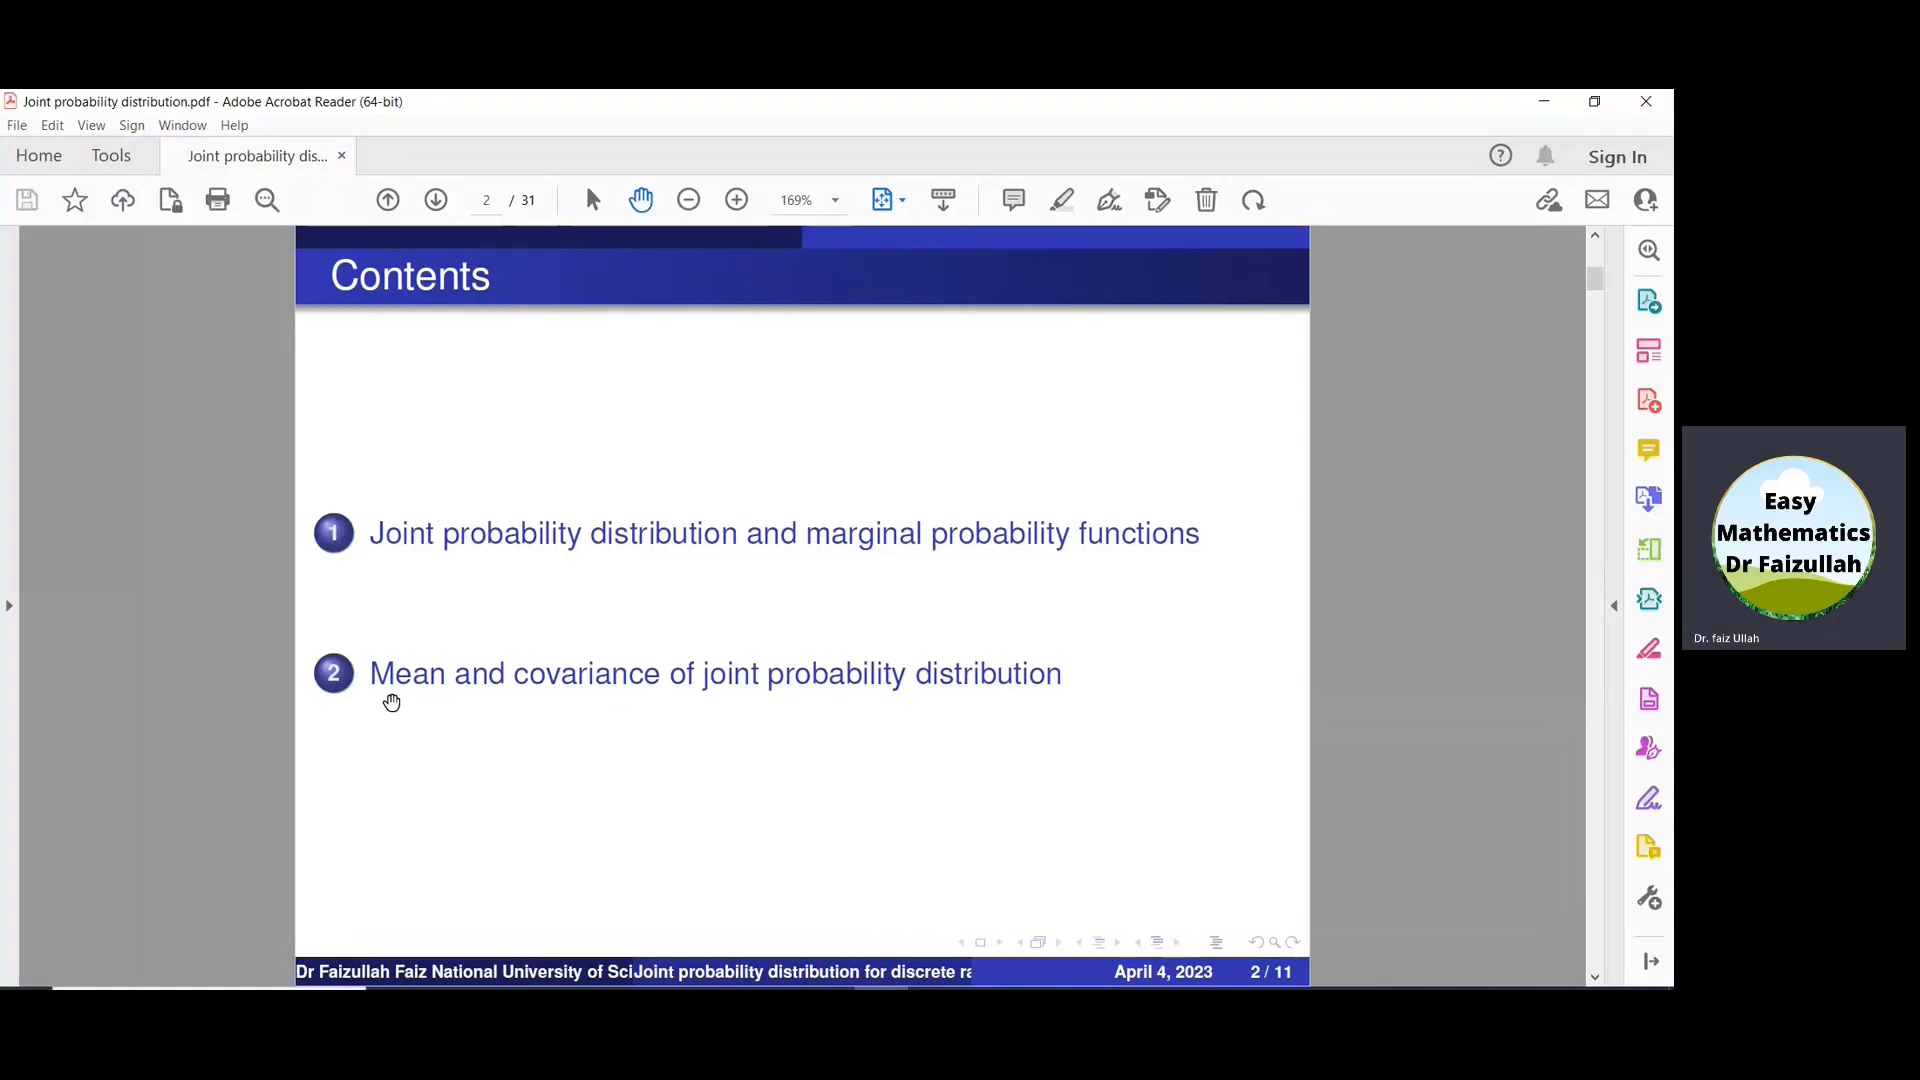 Joint probability distribution.pdf - Adobe Acrobat Reader (64-bit)
File Edit View Sign Window Help
Home Tools Joint probability dis... × Sign In
2 / 31 169%
Contents
1 Joint probability distribution and marginal probability functions
2 Mean and covariance of joint probability distribution
Dr Faizullah Faiz National University of SciJoint probability distribution for discrete ra April 4, 2023 2 / 11
Easy
Mathematics
Dr Faizullah
Dr. faiz Ullah